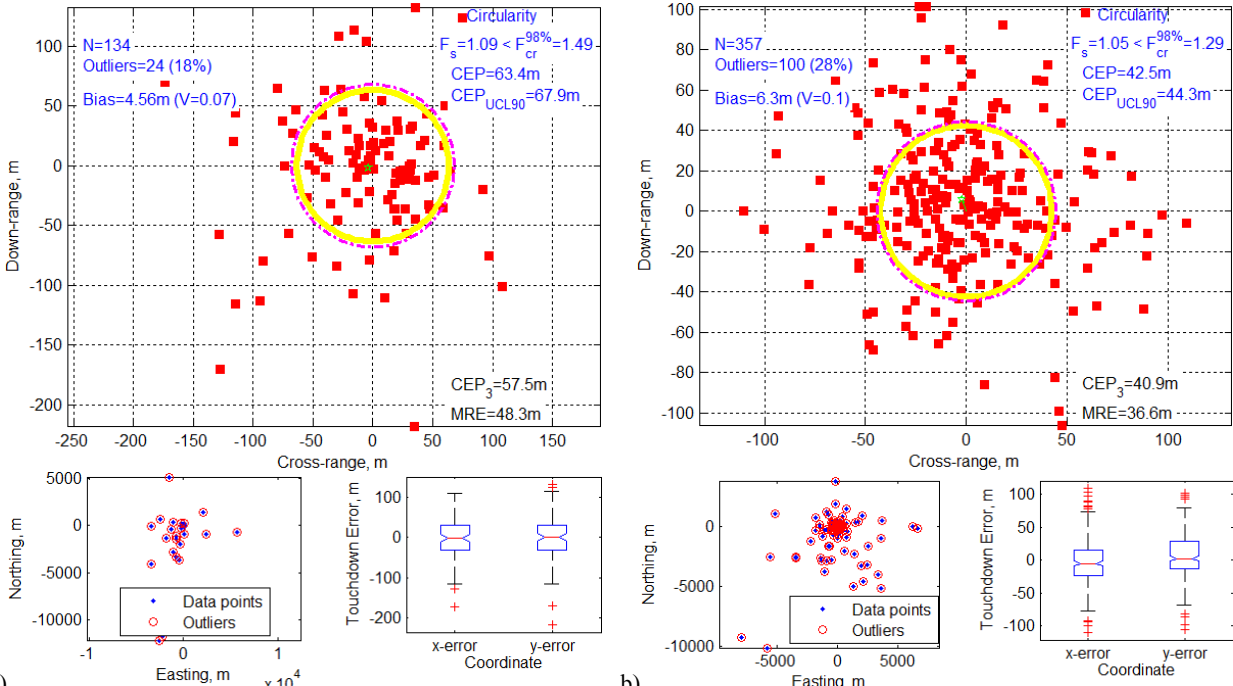 Circularity
N=134
F_s=1.09 < F_cr^98%=1.49
Outliers=24 (18%)
CEP=63.4m
Bias=4.56m (V=0.07)
CEP_UCL90=67.9m
100
50
0
-50
-100
-150
-200
Down-range, m
CEP_3=57.5m
MRE=48.3m
-250 -200 -150 -100 -50 0 50 100 150
Cross-range, m
5000
0
-5000
-10000
Northing, m
Data points
Outliers
-1 0 1
Easting, m
x 10^4
100
0
-100
-200
Touchdown Error, m
x-error y-error
Coordinate
)
Circularity
N=357
F_s=1.05 < F_cr^98%=1.29
Outliers=100 (28%)
CEP=42.5m
Bias=6.3m (V=0.1)
CEP_UCL90=44.3m
100
80
60
40
20
0
-20
-40
-60
-80
-100
Down-range, m
CEP_3=40.9m
MRE=36.6m
-100 -50 0 50 100
Cross-range, m
0
-5000
-10000
Northing, m
Data points
Outliers
-5000 0 5000
Easting, m
100
50
0
-50
-100
Touchdown Error, m
x-error y-error
Coordinate
b)